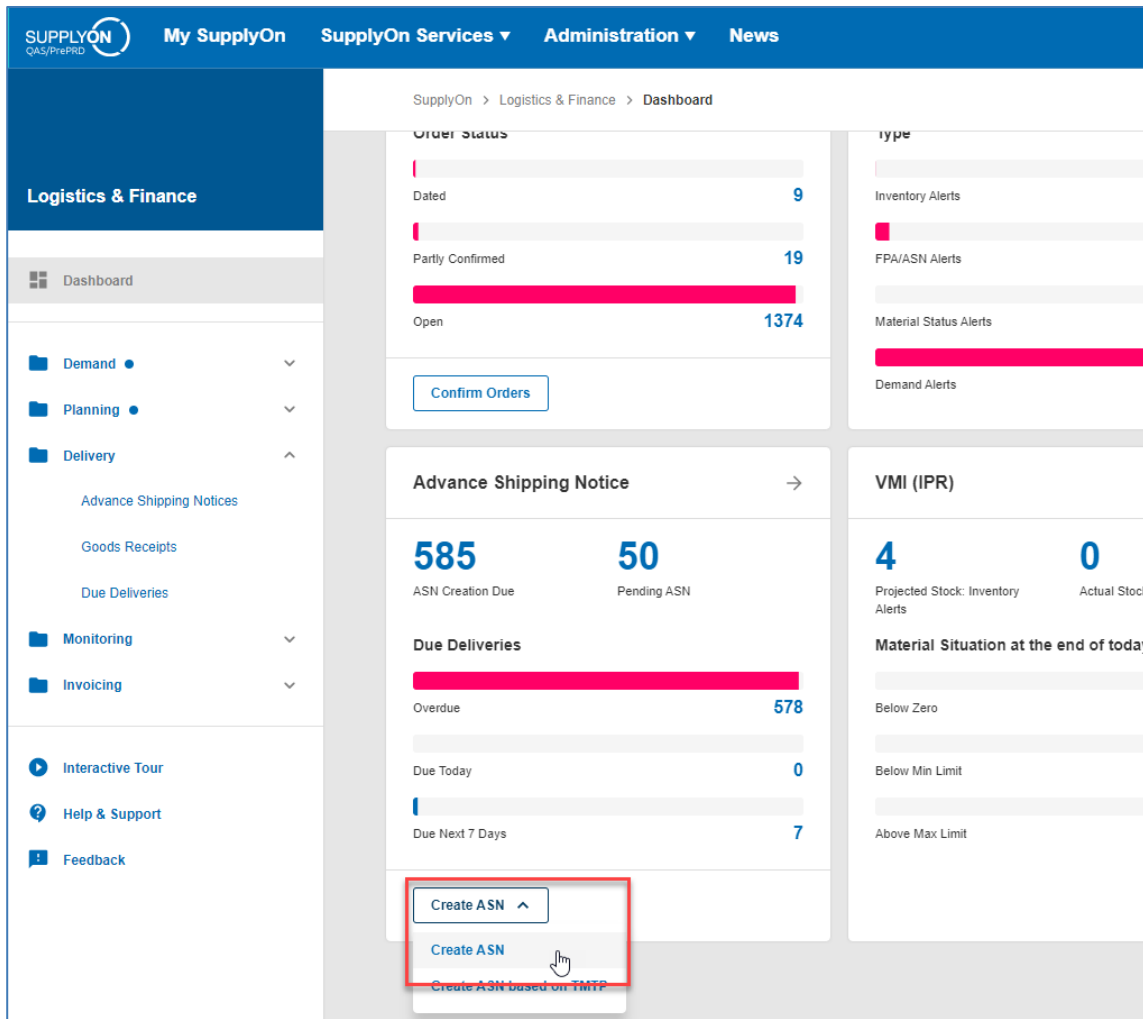 SUPPLYON
QAS/PrePRD
My SupplyOn
SupplyOn Services ▾
Administration ▾
News
SupplyOn > Logistics & Finance > Dashboard
Logistics & Finance
Dashboard
Demand
Planning
Delivery
Advance Shipping Notices
Goods Receipts
Due Deliveries
Monitoring
Invoicing
Interactive Tour
Help & Support
Feedback
Order Status
Dated 9
Partly Confirmed 19
Open 1374
Confirm Orders
Type
Inventory Alerts
FPA/ASN Alerts
Material Status Alerts
Demand Alerts
Advance Shipping Notice
585
ASN Creation Due
50
Pending ASN
Due Deliveries
Overdue 578
Due Today 0
Due Next 7 Days 7
Create ASN
Create ASN
Create ASN based on TMTP
VMI (IPR)
4
Projected Stock: Inventory
Alerts
0
Actual Stoc
Material Situation at the end of today
Below Zero
Below Min Limit
Above Max Limit